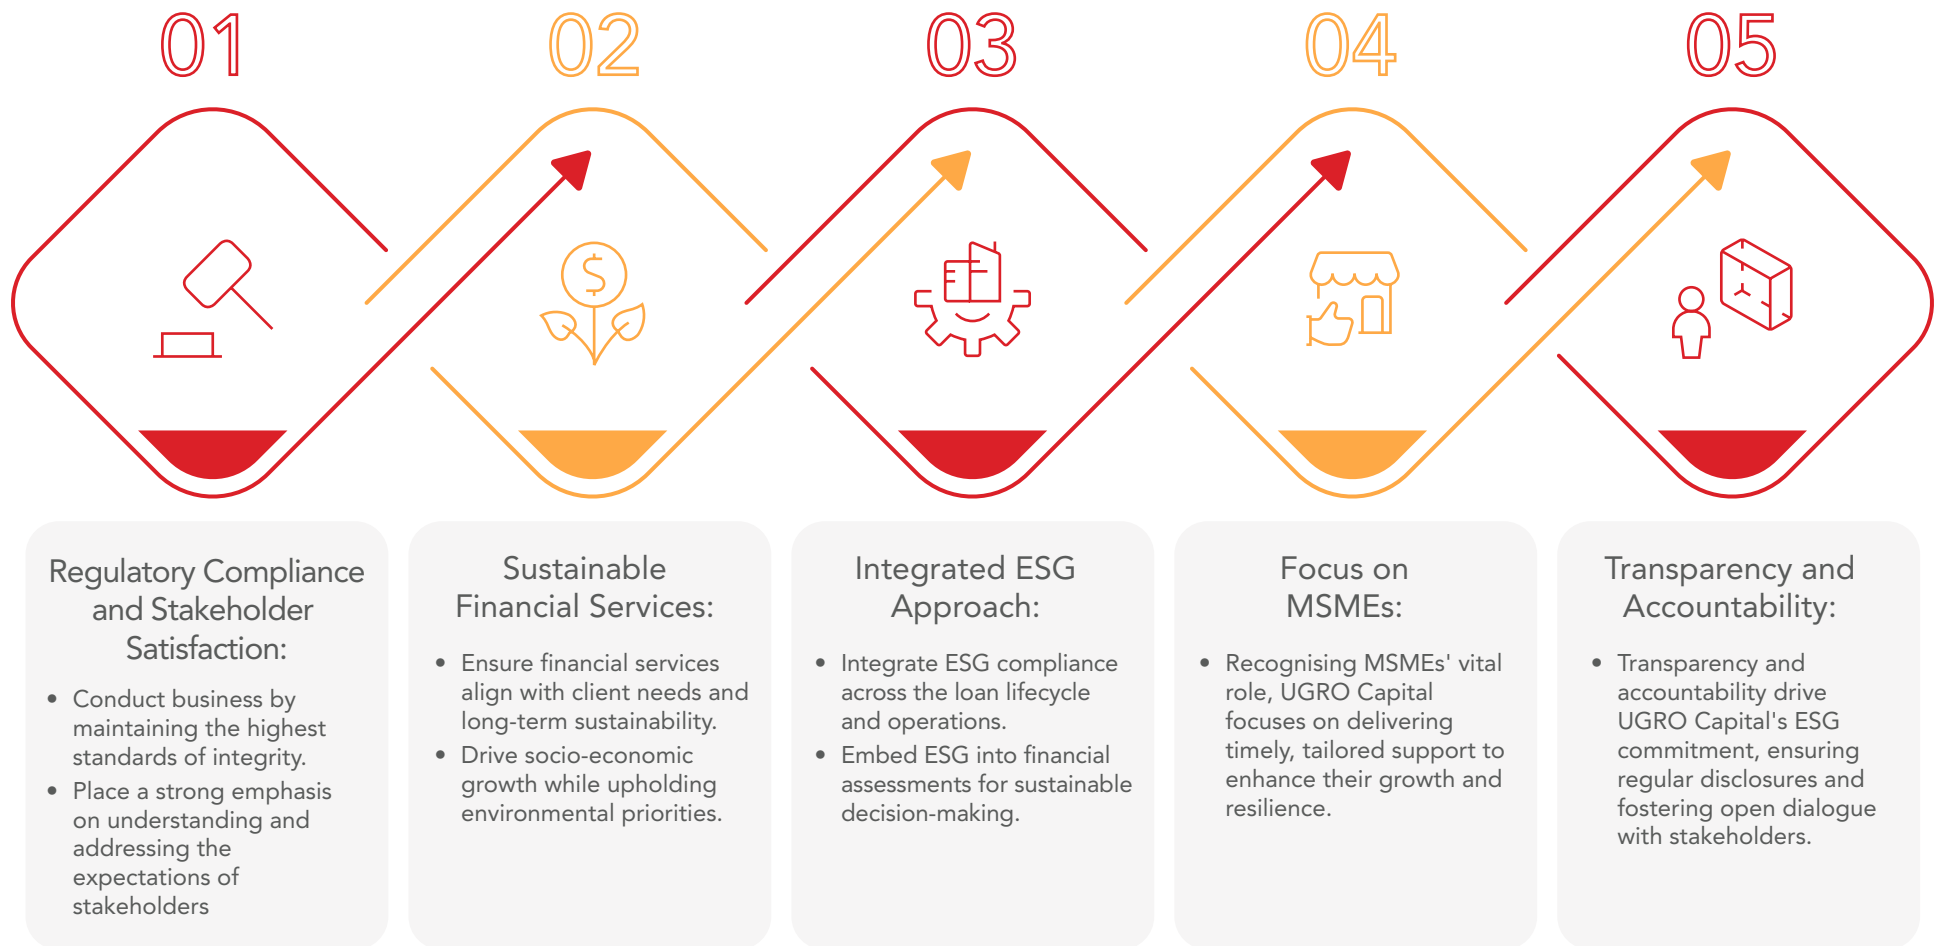 01
02
03
04
05
$
Regulatory Compliance
and Stakeholder
Satisfaction:
• Conduct business by
maintaining the highest
standards of integrity.
• Place a strong emphasis
on understanding and
addressing the
expectations of
stakeholders
Sustainable
Financial Services:
• Ensure financial services
align with client needs and
long-term sustainability.
• Drive socio-economic
growth while upholding
environmental priorities.
Integrated ESG
Approach:
• Integrate ESG compliance
across the loan lifecycle
and operations.
• Embed ESG into financial
assessments for sustainable
decision-making.
Focus on
MSMEs:
• Recognising MSMEs' vital
role, UGRO Capital
focuses on delivering
timely, tailored support to
enhance their growth and
resilience.
Transparency and
Accountability:
• Transparency and
accountability drive
UGRO Capital's ESG
commitment, ensuring
regular disclosures and
fostering open dialogue
with stakeholders.